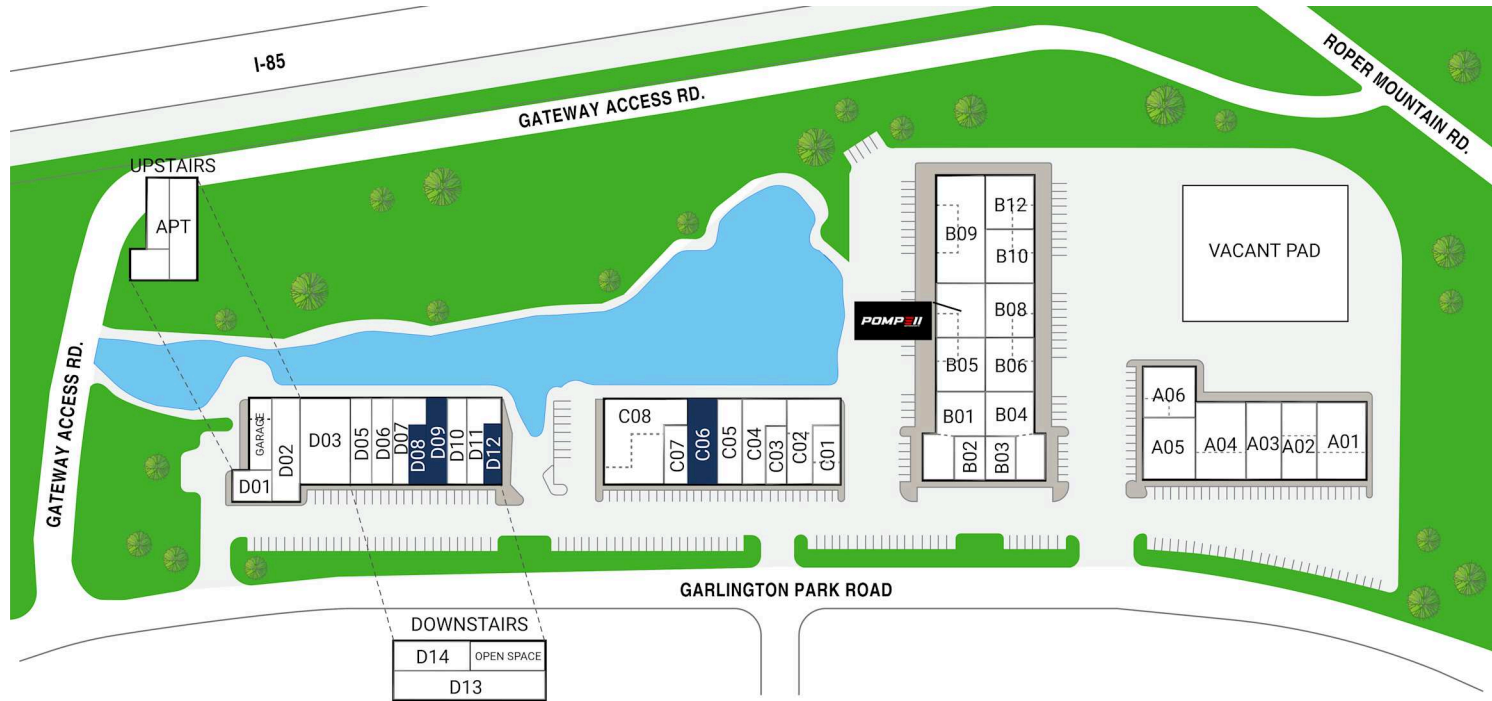 I-85
GATEWAY ACCESS RD.
ROPER MOUNTAIN RD.
UPSTAIRS
APT
GATEWAY ACCESS RD.
VACANT PAD
POMPEII
B12
B09
B10
B08
B05
B06
B01
B04
B02
B03
A06
A05
A04
A03
A02
A01
C08
C07
C06
C05
C04
C03
C02
C01
GARAGE
D01
D02
D03
D05
D06
D07
D08
D09
D10
D11
D12
GARLINGTON PARK ROAD
DOWNSTAIRS
D14
OPEN SPACE
D13